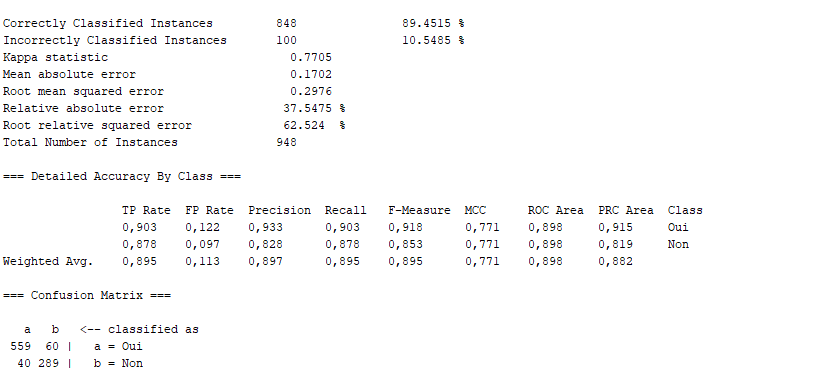 Correctly Classified Instances         848               89.4515 %
Incorrectly Classified Instances       100               10.5485 %
Kappa statistic                          0.7705
Mean absolute error                      0.1702
Root mean squared error                  0.2976
Relative absolute error                 37.5475 %
Root relative squared error             62.524  %
Total Number of Instances              948
=== Detailed Accuracy By Class ===
                 TP Rate  FP Rate  Precision  Recall   F-Measure  MCC      ROC Area  PRC Area  Class
                 0,903    0,122    0,933      0,903    0,918      0,771    0,898     0,915     Oui
                 0,878    0,097    0,828      0,878    0,853      0,771    0,898     0,819     Non
Weighted Avg.    0,895    0,113    0,897      0,895    0,895      0,771    0,898     0,882
=== Confusion Matrix ===
   a   b   <-- classified as
 559  60 |   a = Oui
  40 289 |   b = Non